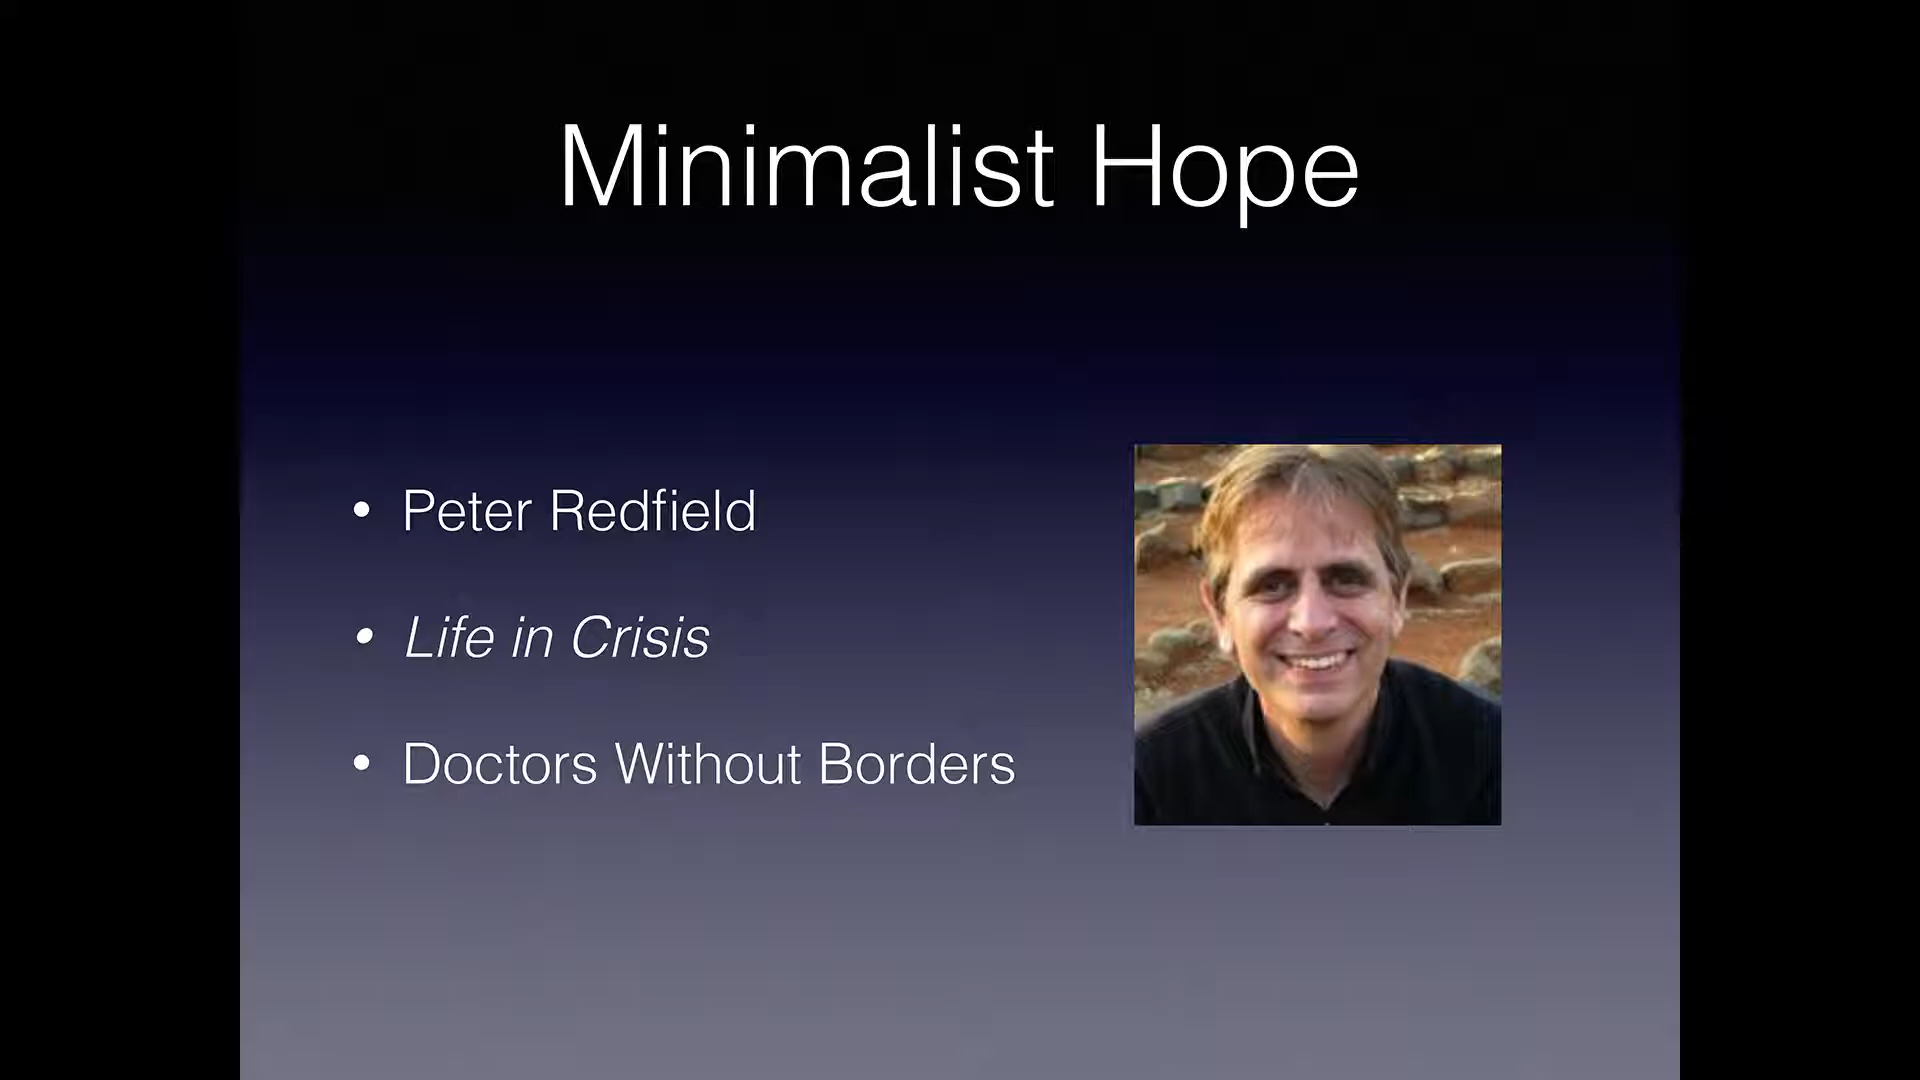 Minimalist Hope
• Peter Redfield
• Life in Crisis
• Doctors Without Borders